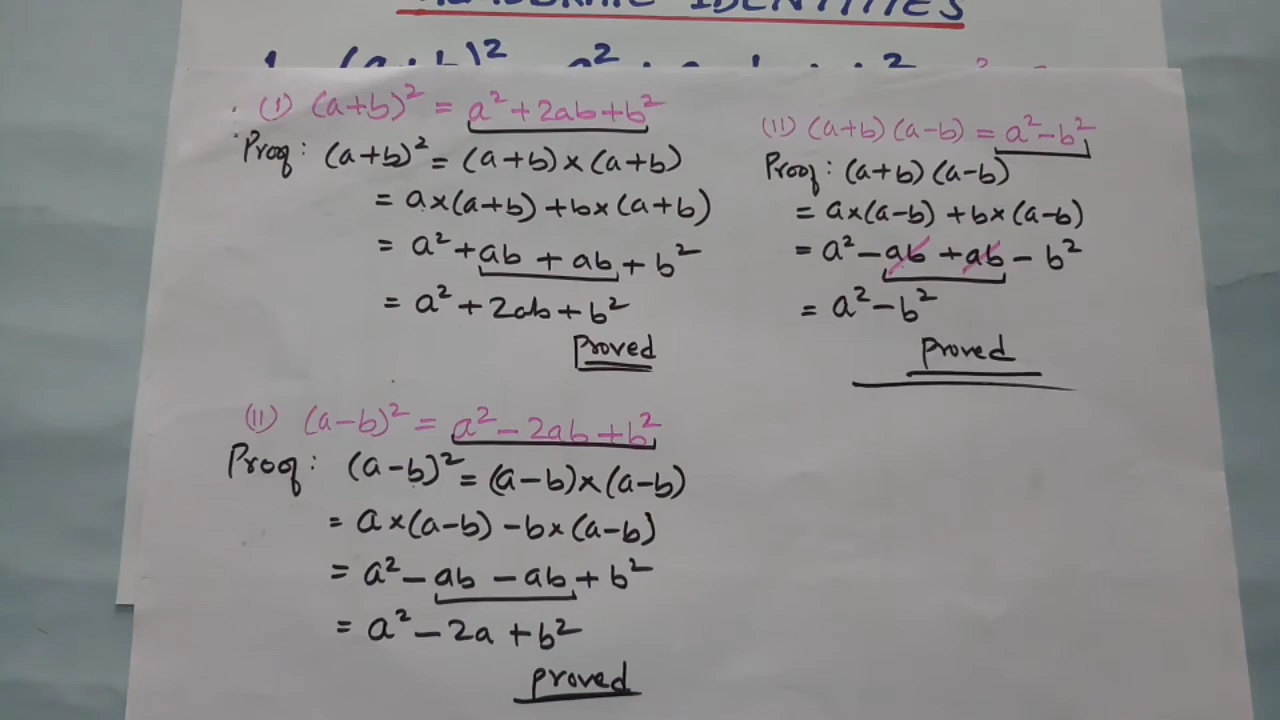 IDENTITIES
(I) (a+b)² = a²+2ab+b²
Proof: (a+b)² = (a+b)×(a+b)
= a×(a+b)+b×(a+b)
= a²+ab+ab+b²
= a²+2ab+b²
Proved
(II) (a-b)² = a²-2ab+b²
Proof: (a-b)² = (a-b)×(a-b)
= a×(a-b)-b×(a-b)
= a²-ab-ab+b²
= a²-2a+b²
proved
(III) (a+b)(a-b) = a²-b²
Proof: (a+b)(a-b)
= a×(a-b)+b×(a-b)
= a²-ab+ab-b²
= a²-b²
Proved